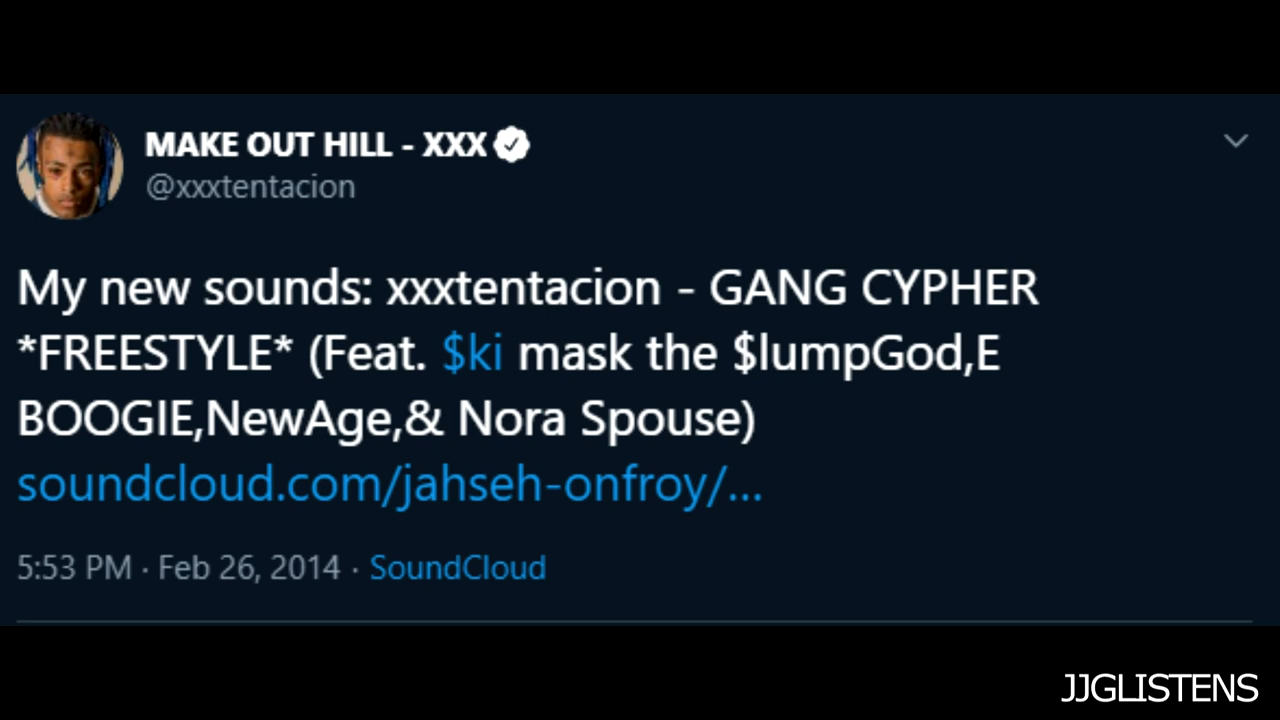 MAKE OUT HILL - XXX
@xxxtentacion
My new sounds: xxxtentacion - GANG CYPHER
*FREESTYLE* (Feat. $ki mask the $lumpGod,E
BOOGIE,NewAge,& Nora Spouse)
soundcloud.com/jahseh-onfroy/...
5:53 PM · Feb 26, 2014 · SoundCloud
JJGLISTENS